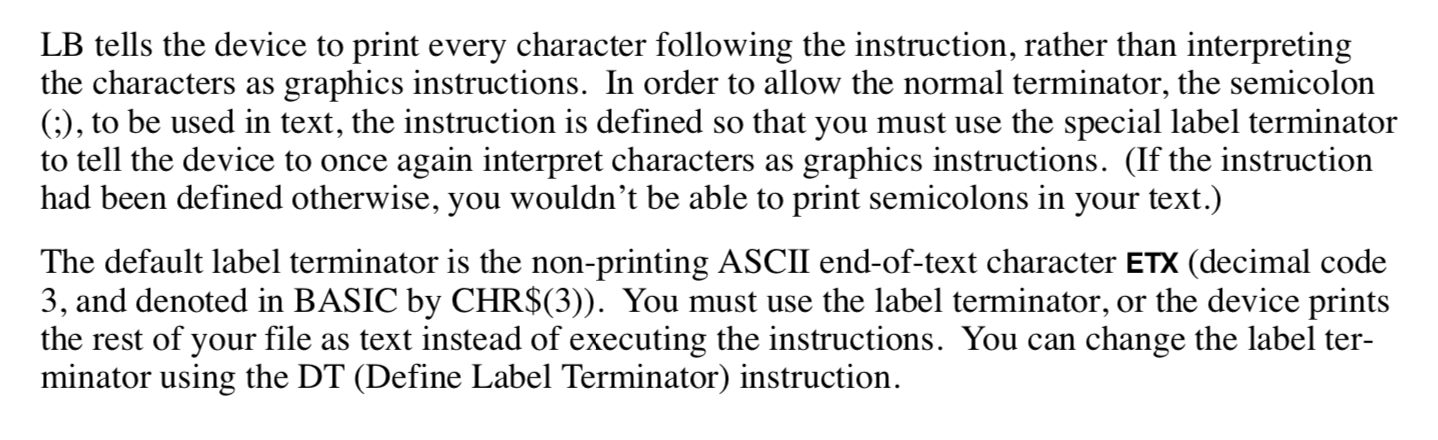 LB tells the device to print every character following the instruction, rather than interpreting
the characters as graphics instructions.  In order to allow the normal terminator, the semicolon
(;), to be used in text, the instruction is defined so that you must use the special label terminator
to tell the device to once again interpret characters as graphics instructions.  (If the instruction
had been defined otherwise, you wouldn’t be able to print semicolons in your text.)
The default label terminator is the non-printing ASCII end-of-text character ETX (decimal code
3, and denoted in BASIC by CHR$(3)).  You must use the label terminator, or the device prints
the rest of your file as text instead of executing the instructions.  You can change the label ter-
minator using the DT (Define Label Terminator) instruction.